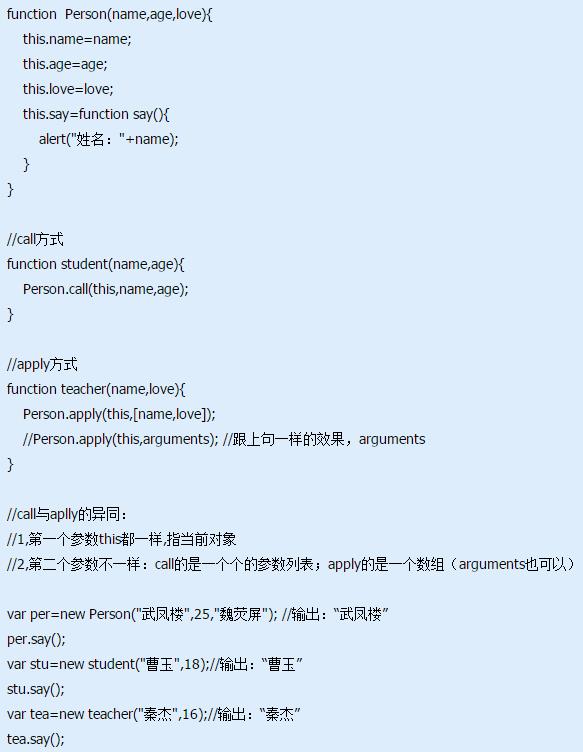 function  Person(name,age,love){
    this.name=name;
    this.age=age;
    this.love=love;
    this.say=function say(){
        alert("姓名："+name);
    }
}
//call方式
function student(name,age){
    Person.call(this,name,age);
}
//apply方式
function teacher(name,love){
    Person.apply(this,[name,love]);
    //Person.apply(this,arguments); //跟上句一样的效果，arguments
}
//call与aplly的异同：
//1,第一个参数this都一样,指当前对象
//2,第二个参数不一样：call的是一个个的参数列表；apply的是一个数组（arguments也可以）
var per=new Person("武凤楼",25,"魏荧屏"); //输出：“武凤楼”
per.say();
var stu=new student("曹玉",18);//输出：“曹玉”
stu.say();
var tea=new teacher("秦杰",16);//输出：“秦杰”
tea.say();